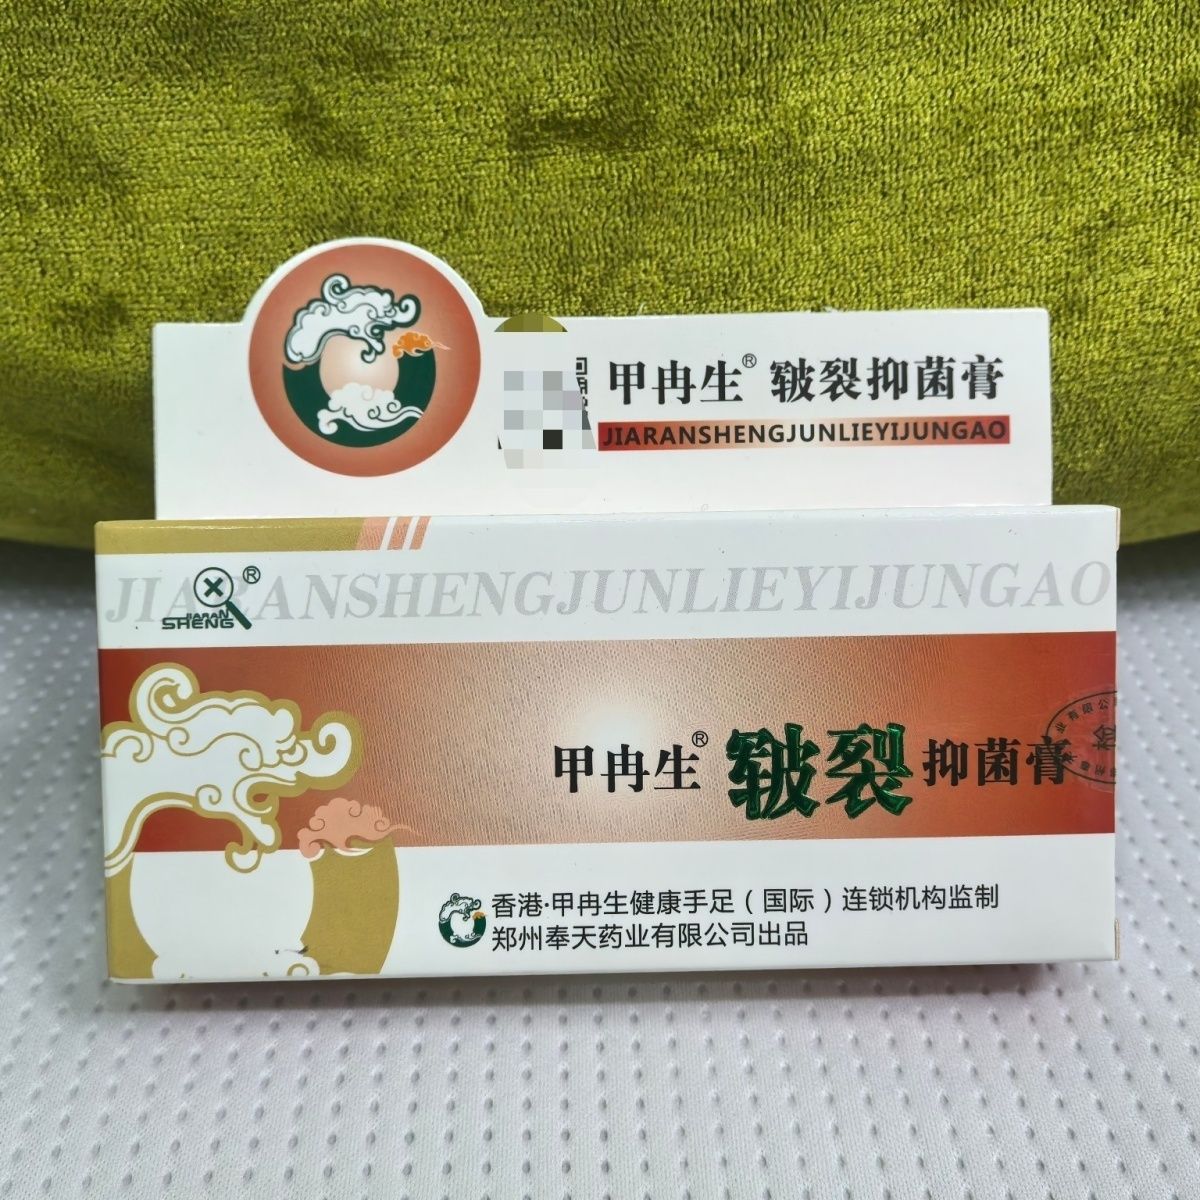 甲冉生® 皲裂抑菌膏
JIARANSHENGJUNLIEYIJUNGAO
JIARANSHENGJUNLIEYIJUNGAO
®
JIARAN
SHENG
甲冉生® 皲裂抑菌膏
香港·甲冉生健康手足(国际)连锁机构监制
郑州奉天药业有限公司出品